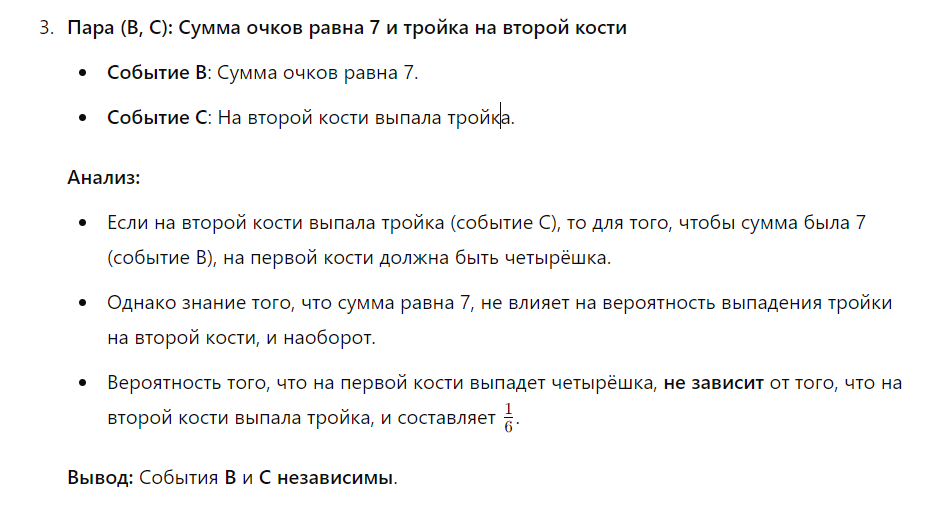 3. Пара (B, C): Сумма очков равна 7 и тройка на второй кости
• Событие B: Сумма очков равна 7.
• Событие C: На второй кости выпала тройка.
Анализ:
• Если на второй кости выпала тройка (событие C), то для того, чтобы сумма была 7
(событие B), на первой кости должна быть четырёшка.
• Однако знание того, что сумма равна 7, не влияет на вероятность выпадения тройки
на второй кости, и наоборот.
• Вероятность того, что на первой кости выпадет четырёшка, не зависит от того, что на
второй кости выпала тройка, и составляет 1/6.
Вывод: События B и C независимы.